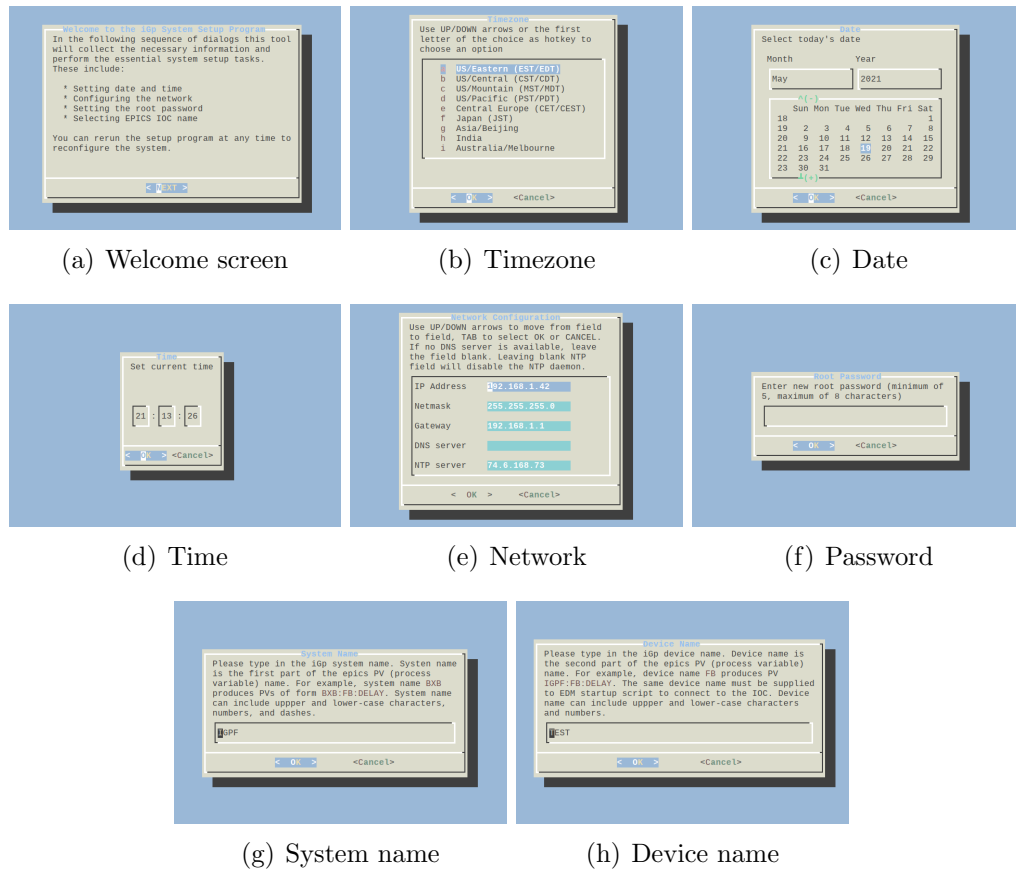 Welcome to the iGp System Setup Program
In the following sequence of dialogs this tool
will collect the necessary information and
perform the essential system setup tasks.
These include:
* Setting date and time
* Configuring the network
* Setting the root password
* Selecting EPICS IOC name
You can rerun the setup program at any time to
reconfigure the system.
< NEXT >
(a) Welcome screen
Timezone
Use UP/DOWN arrows or the first
letter of the choice as hotkey to
choose an option
US/Eastern (EST/EDT)
b US/Central (CST/CDT)
c US/Mountain (MST/MDT)
d US/Pacific (PST/PDT)
e Central Europe (CET/CEST)
f Japan (JST)
g Asia/Beijing
h India
i Australia/Melbourne
< OK > <Cancel>
(b) Timezone
Date
Select today's date
Month Year
May 2021
^(-)
Sun Mon Tue Wed Thu Fri Sat
18 1
19 2 3 4 5 6 7 8
20 9 10 11 12 13 14 15
21 16 17 18 19 20 21 22
22 23 24 25 26 27 28 29
23 30 31
(+)
< OK > <Cancel>
(c) Date
Time
Set current time
21 : 13 : 26
< OK > <Cancel>
(d) Time
Network Configuration
Use UP/DOWN arrows to move from field
to field, TAB to select OK or CANCEL.
If no DNS server is available, leave
the field blank. Leaving blank NTP
field will disable the NTP daemon.
IP Address 192.168.1.42
Netmask 255.255.255.0
Gateway 192.168.1.1
DNS server
NTP server 74.6.168.73
< OK > <Cancel>
(e) Network
Root Password
Enter new root password (minimum of
5, maximum of 8 characters)
< OK > <Cancel>
(f) Password
System Name
Please type in the iGp system name. Systen name
is the first part of the epics PV (process
variable) name. For example, system name BXB
produces PVs of form BXB:FB:DELAY. System name
can include uppper and lower-case characters,
numbers, and dashes.
IGPF
< OK > <Cancel>
(g) System name
Device Name
Please type in the iGp device name. Device name is
the second part of the epics PV (process variable)
name. For example, device name FB produces PV
IGPF:FB:DELAY. The same device name must be supplied
to EDM startup script to connect to the IOC. Device
name can include uppper and lower-case characters
and numbers.
TEST
< OK > <Cancel>
(h) Device name